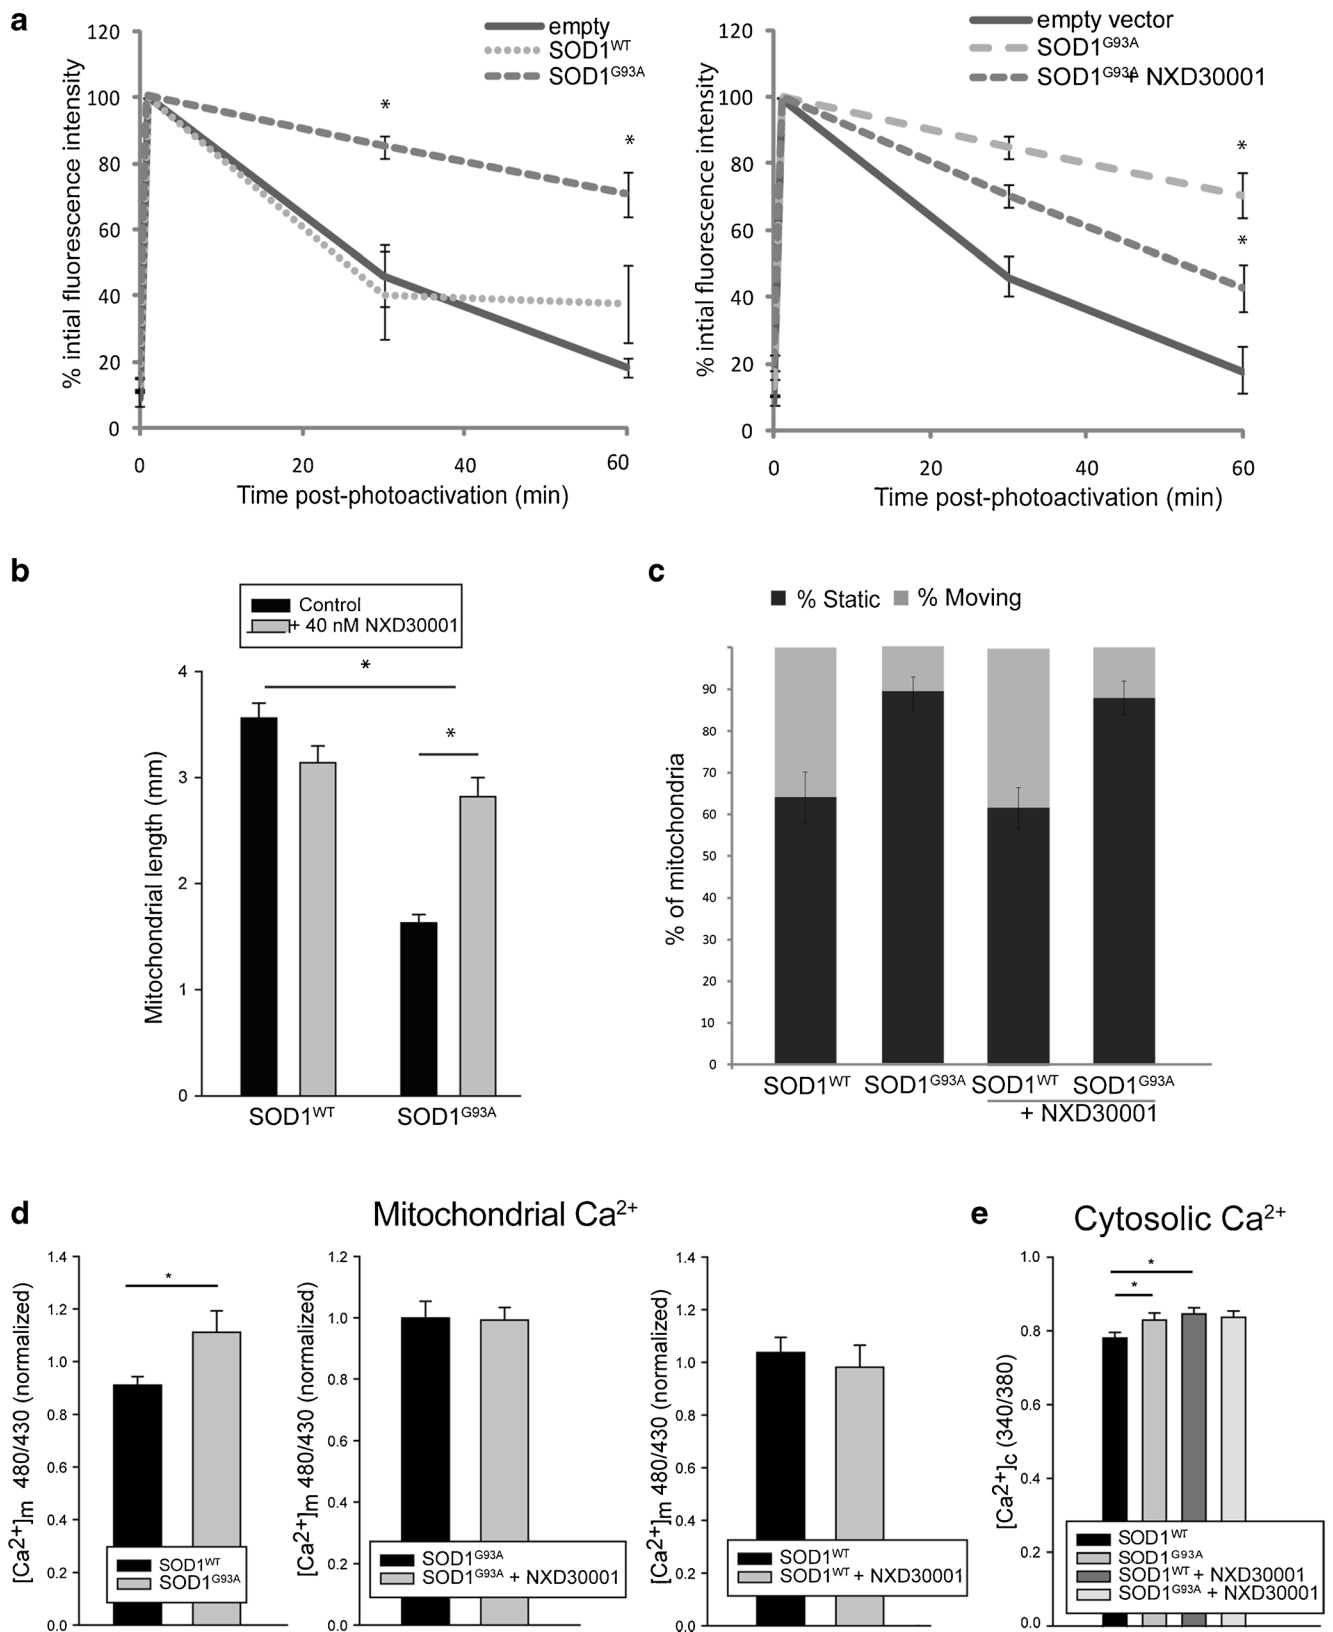 a
empty
SOD1WT
SOD1G93A
% intial fluorescence intensity
120
100
80
60
40
20
0
*
*
0 20 40 60
Time post-photoactivation (min)
empty vector
SOD1G93A
SOD1G93A + NXD30001
% intial fluorescence intensity
120
100
80
60
40
20
0
*
*
0 20 40 60
Time post-photoactivation (min)
b
Control
+ 40 nM NXD30001
Mitochondrial length (mm)
4
3
2
1
0
*
*
SOD1WT SOD1G93A
c
% Static % Moving
% of mitochondria
90
80
70
60
50
40
30
20
10
0
SOD1WT SOD1G93A SOD1WT SOD1G93A
+ NXD30001
d
Mitochondrial Ca2+
[Ca2+]m 480/430 (normalized)
1.4
1.2
1.0
0.8
0.6
0.4
0.2
0.0
*
SOD1WT
SOD1G93A
[Ca2+]m 480/430 (normalized)
1.2
1.0
0.8
0.6
0.4
0.2
0.0
SOD1G93A
SOD1G93A + NXD30001
[Ca2+]m 480/430 (normalized)
1.4
1.2
1.0
0.8
0.6
0.4
0.2
0.0
SOD1WT
SOD1WT + NXD30001
e
Cytosolic Ca2+
[Ca2+]c (340/380)
1.0
0.8
0.6
0.4
0.2
0.0
*
*
SOD1WT
SOD1G93A
SOD1WT + NXD30001
SOD1G93A + NXD30001